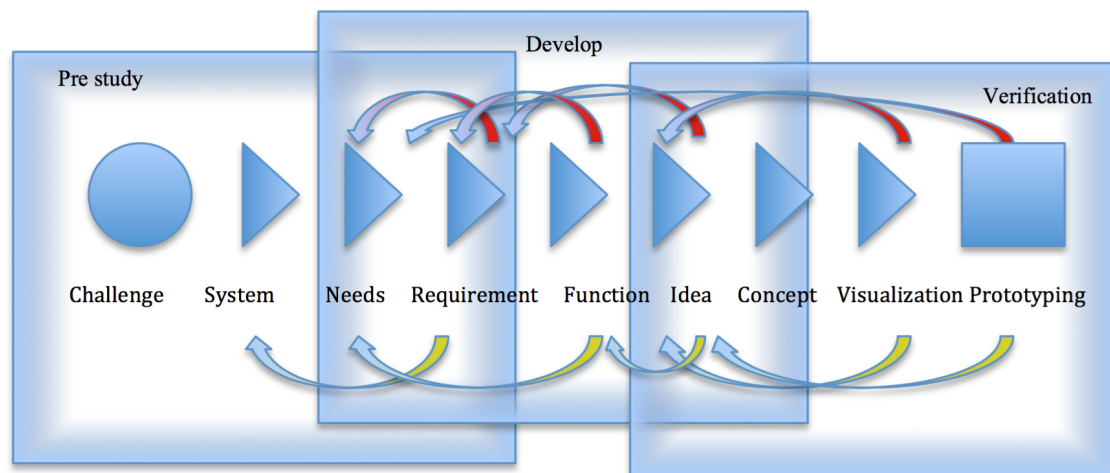 Develop
Pre study
Verification
Challenge System Needs Requirement Function Idea Concept Visualization Prototyping